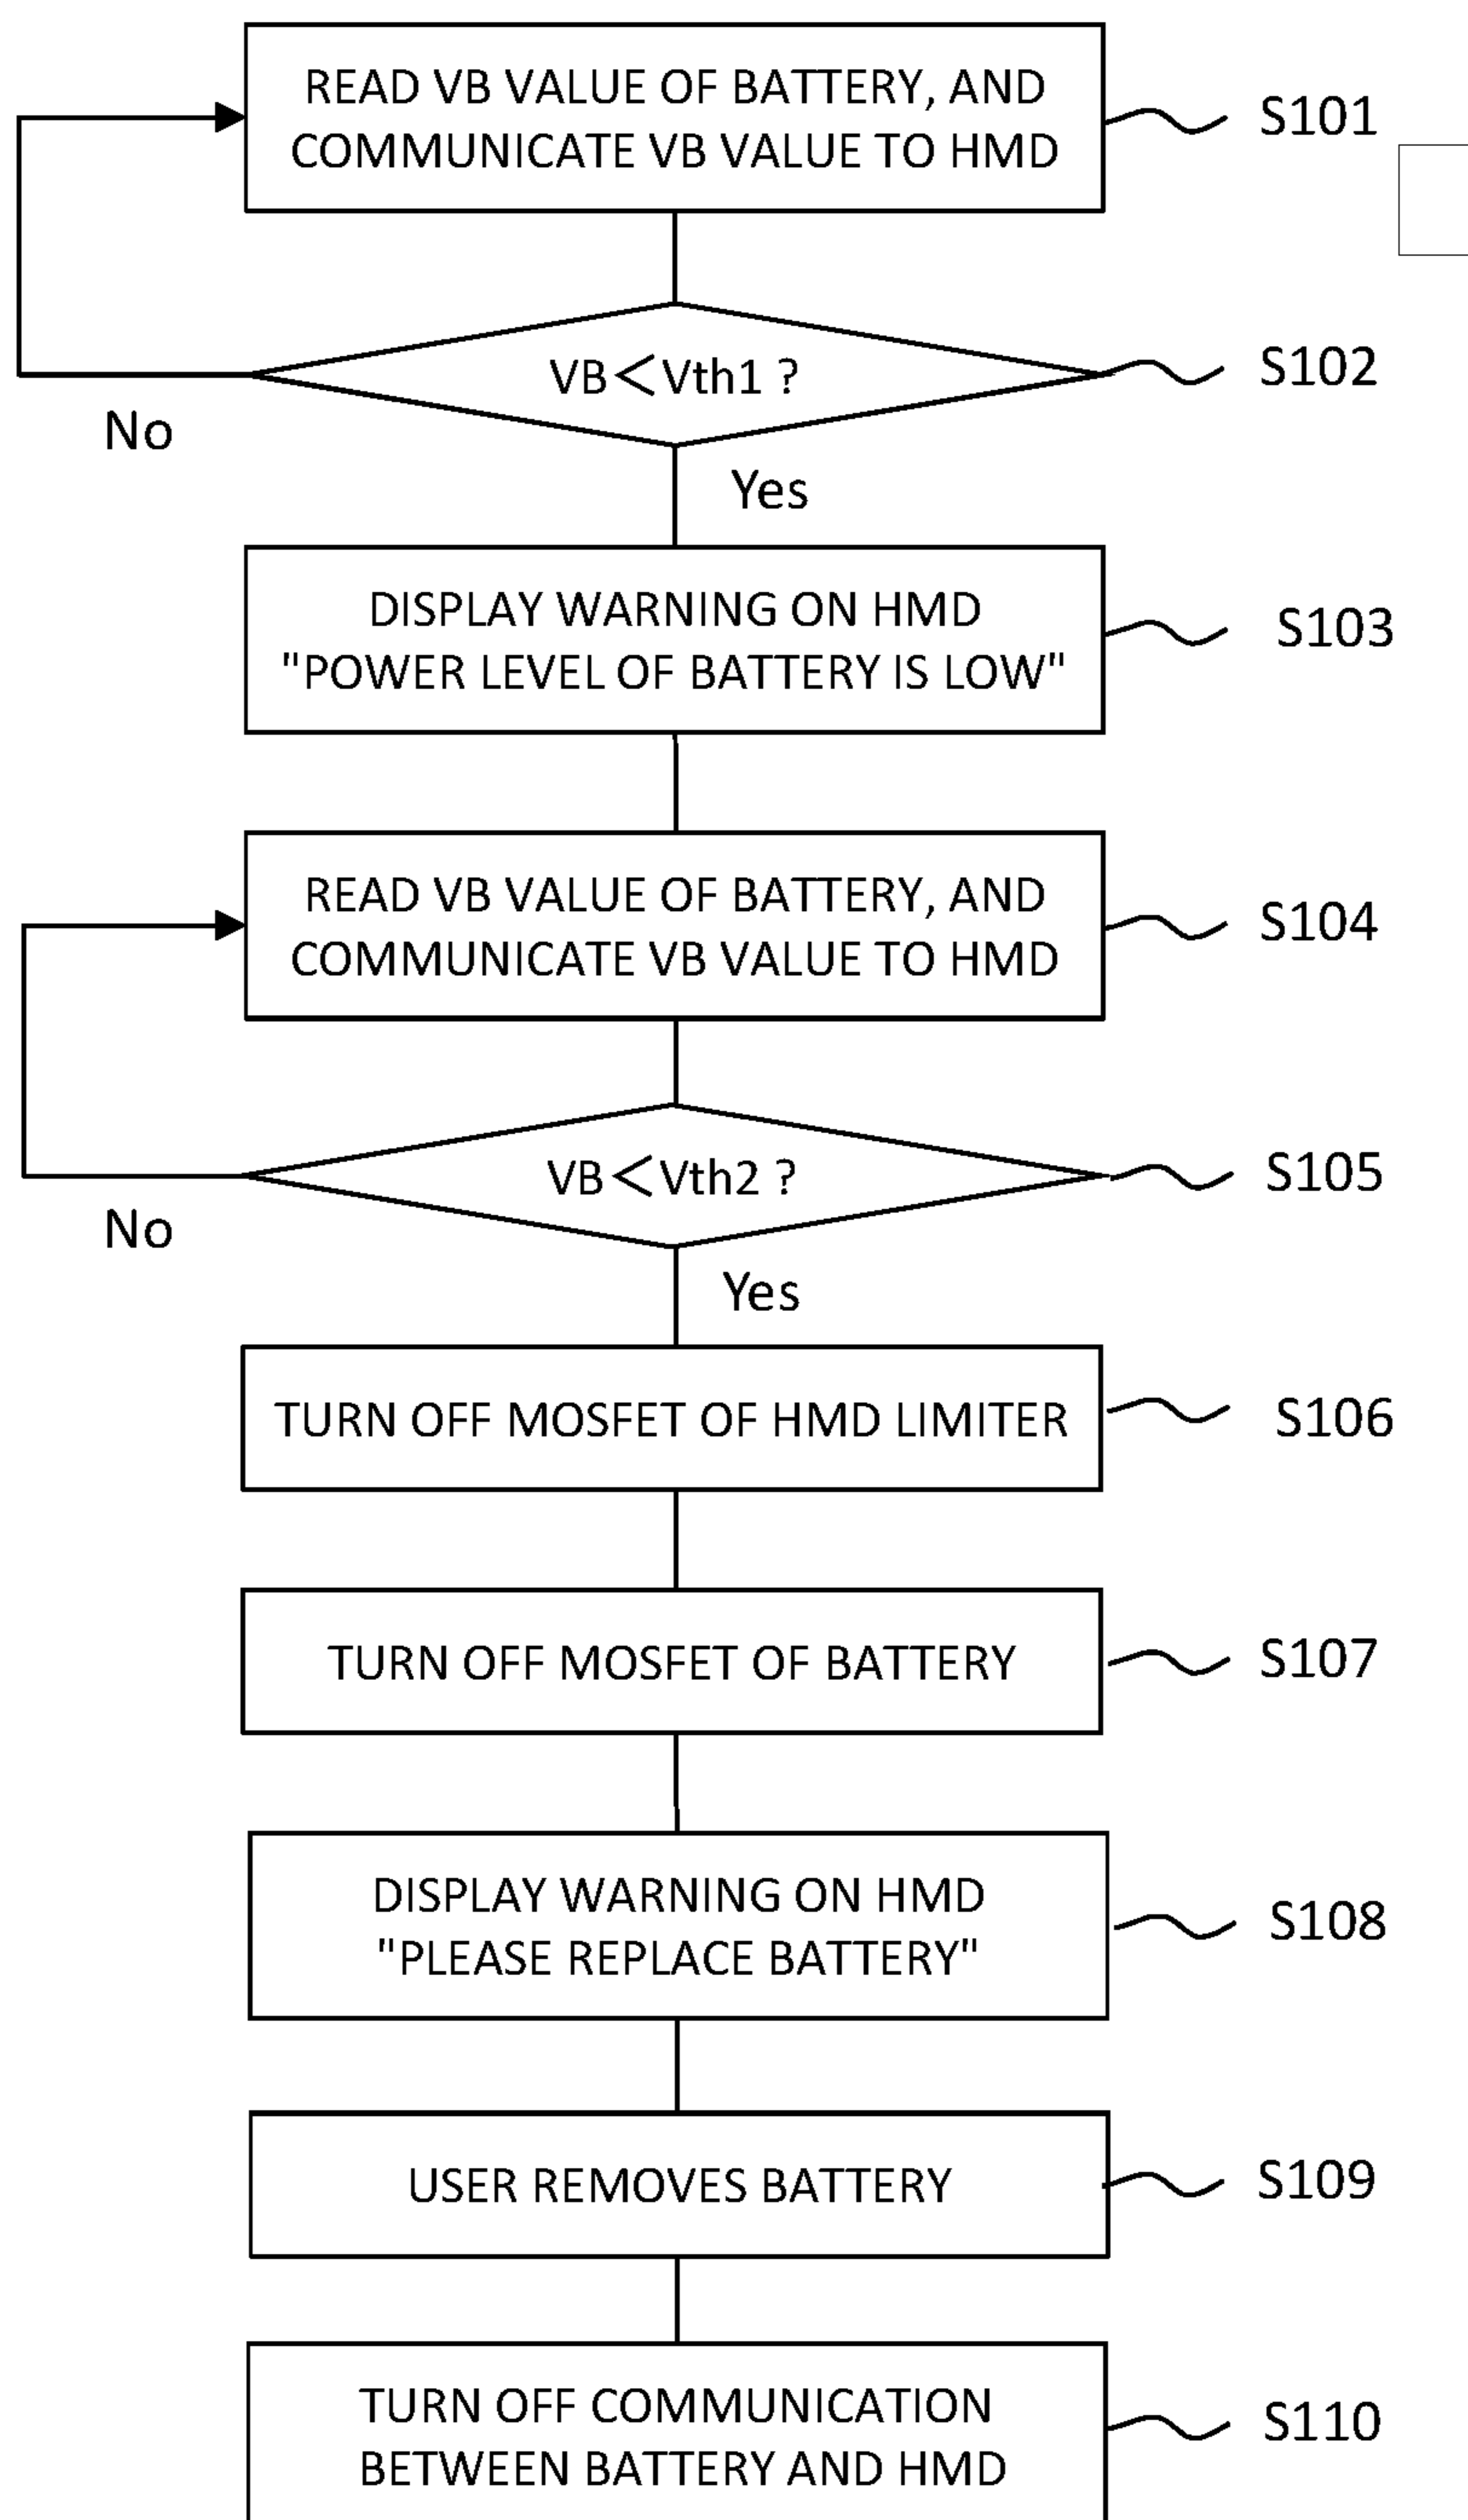 READ VB VALUE OF BATTERY, AND
COMMUNICATE VB VALUE TO HMD
S101
VB<Vth1 ?
S102
No
Yes
DISPLAY WARNING ON HMD
"POWER LEVEL OF BATTERY IS LOW"
S103
READ VB VALUE OF BATTERY, AND
COMMUNICATE VB VALUE TO HMD
S104
VB<Vth2 ?
S105
No
Yes
TURN OFF MOSFET OF HMD LIMITER
S106
TURN OFF MOSFET OF BATTERY
S107
DISPLAY WARNING ON HMD
"PLEASE REPLACE BATTERY"
S108
USER REMOVES BATTERY
S109
TURN OFF COMMUNICATION
BETWEEN BATTERY AND HMD
S110